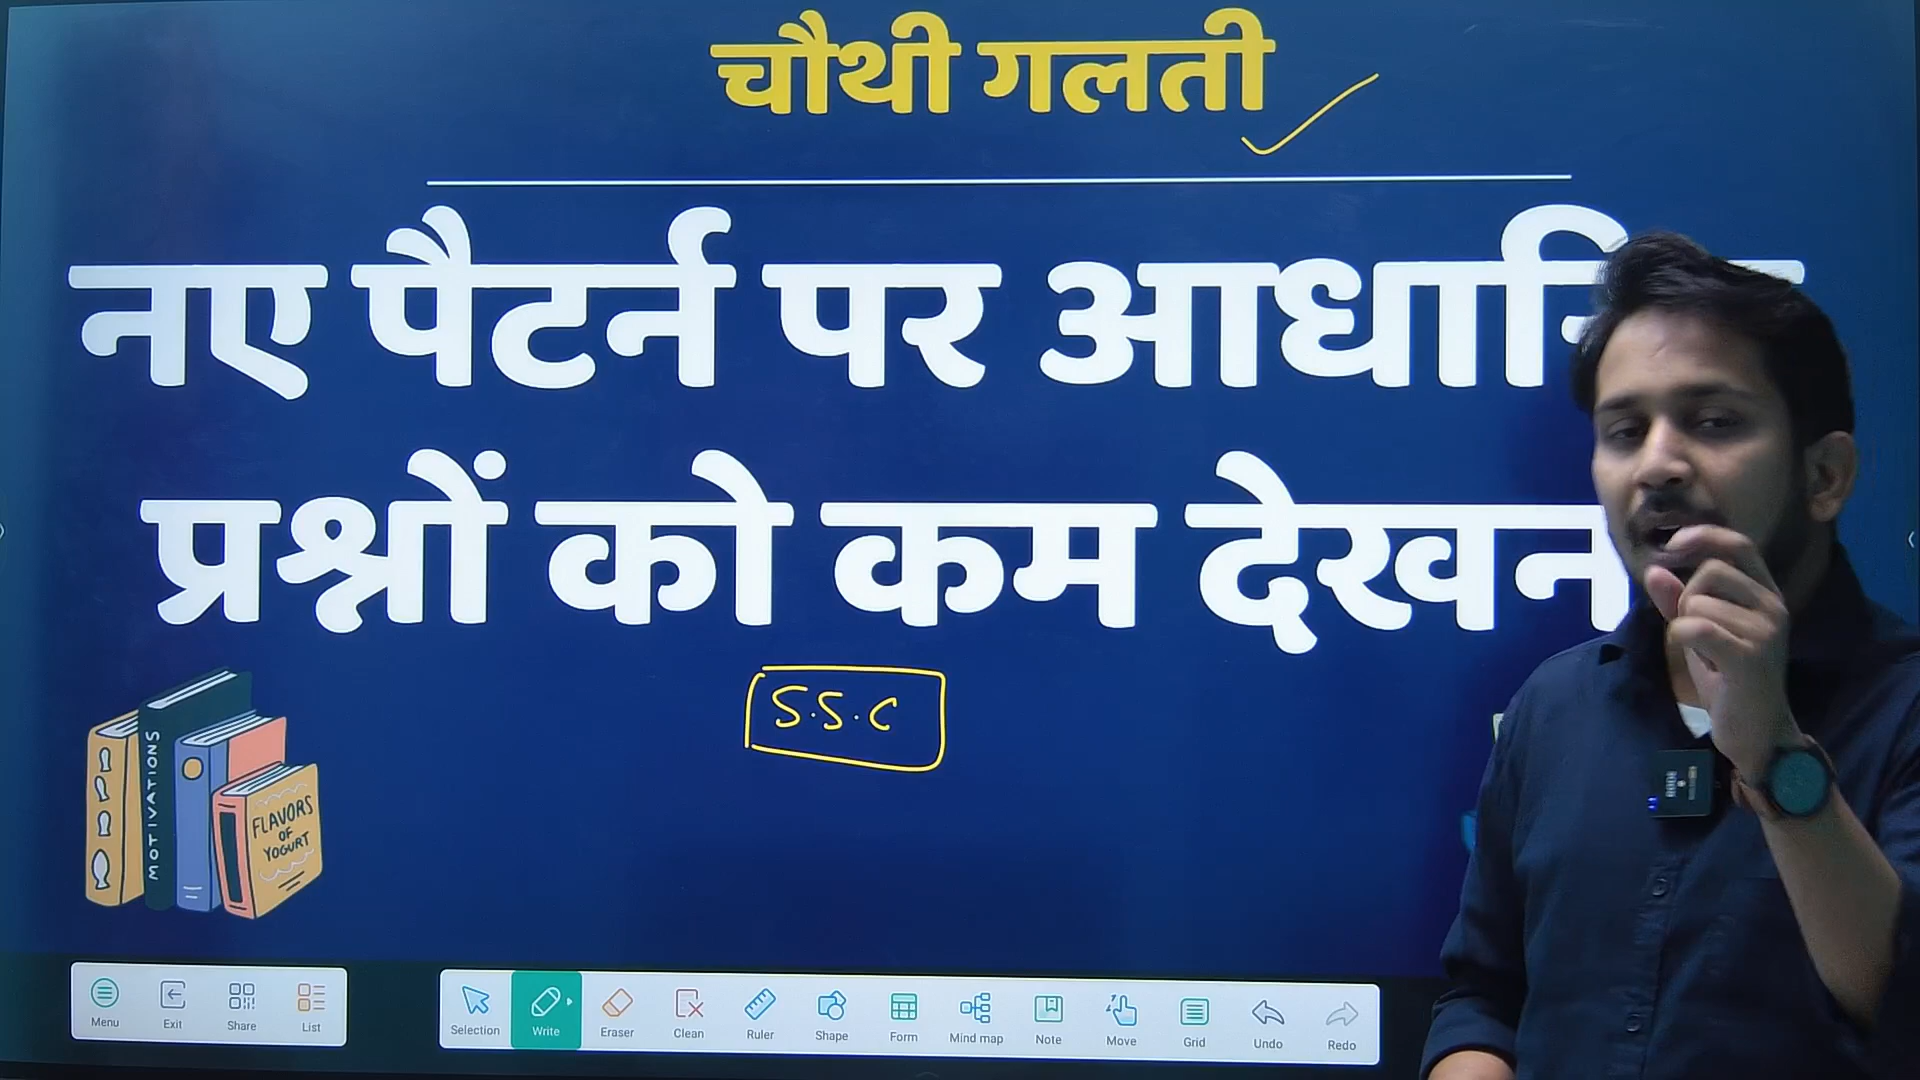 चौथी गलती
नए पैटर्न पर
प्रश्नों को कम
S.S.C
MOTIVATIONS
FLAVORS
OF
YOGURT
Menu Exit Share List
Selection Write Eraser Clean Ruler Shape Form Mind map Note Move Grid Undo Redo
RODE